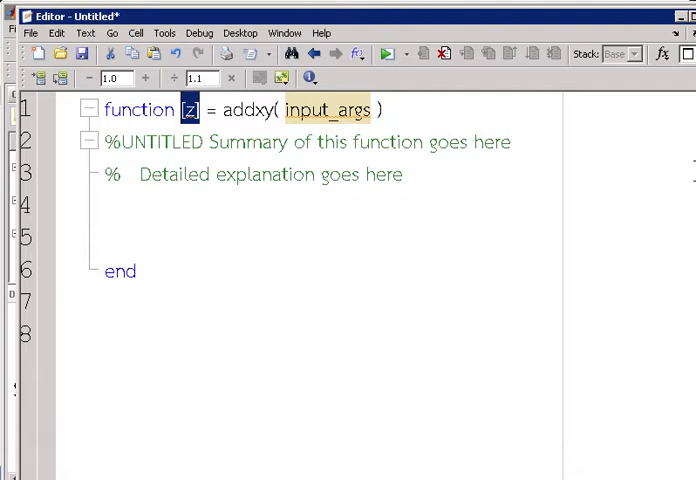 Editor - Untitled*
File Edit Text Go Cell Tools Debug Desktop Window Help
Stack: Base
1.0 1.1
1 function [z] = addxy( input_args )
2 %UNTITLED Summary of this function goes here
3 % Detailed explanation goes here
4
5
6 end
7
8